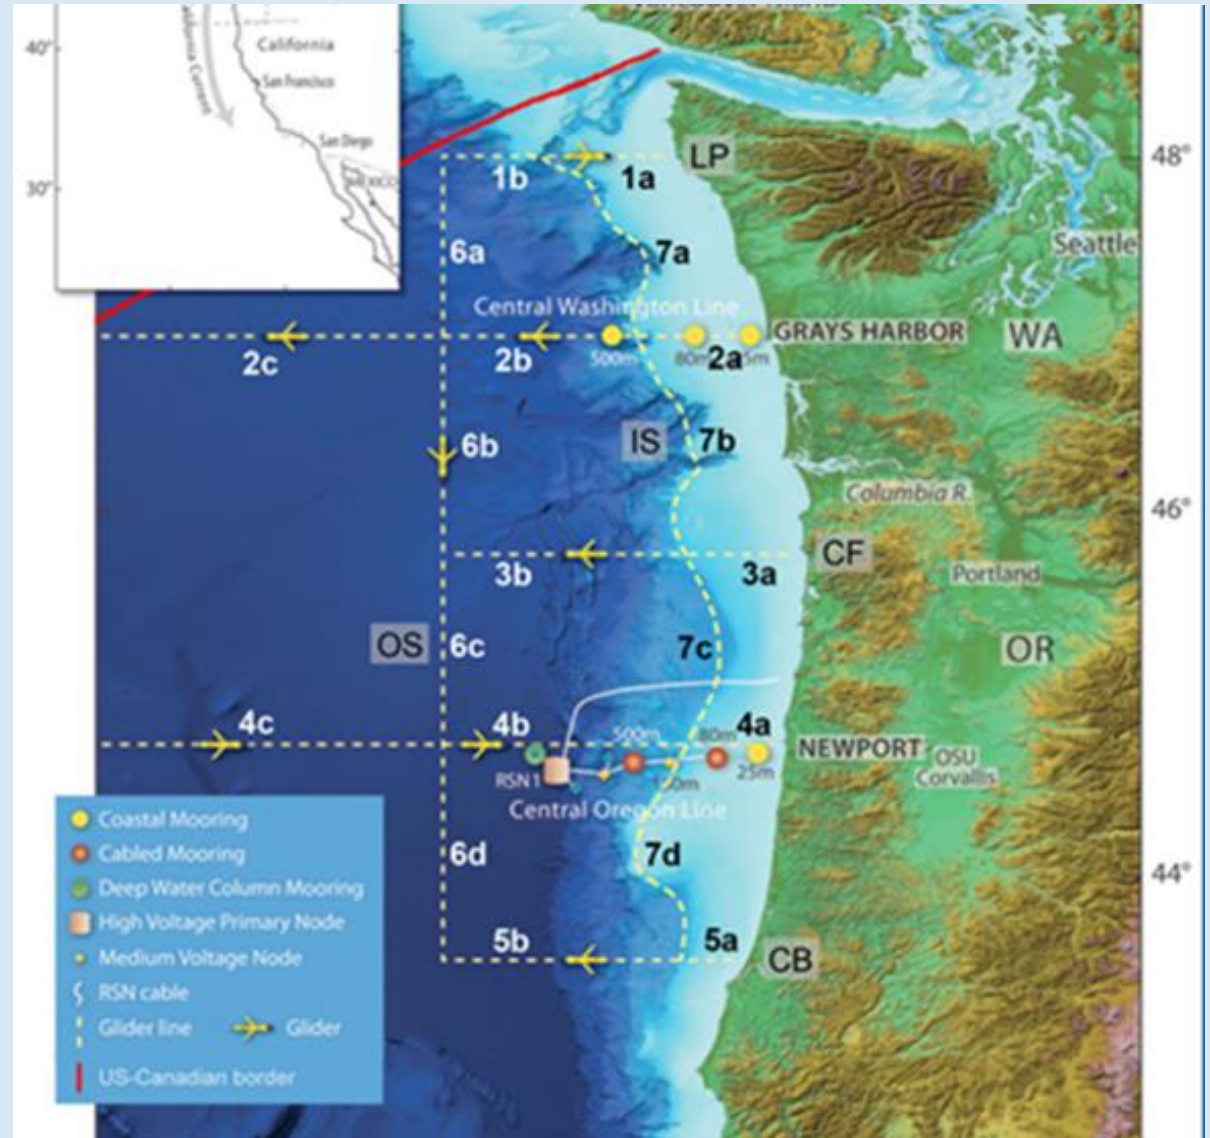 40°
California
San Francisco
California Current
San Diego
MEXICO
30°
LP
48°
1b
1a
6a
7a
Seattle
Central Washington Line
GRAYS HARBOR
WA
500m
80m
2a
2c
2b
6b
IS
7b
Columbia R.
46°
CF
3b
3a
Portland
OS
6c
7c
OR
4c
4b
500m
80m
4a
NEWPORT
OSU
Corvallis
RSN1
25m
Central Oregon Line
6d
7d
44°
5b
5a
CB
Coastal Mooring
Cabled Mooring
Deep Water Column Mooring
High Voltage Primary Node
Medium Voltage Node
RSN cable
Glider line
Glider
US-Canadian border